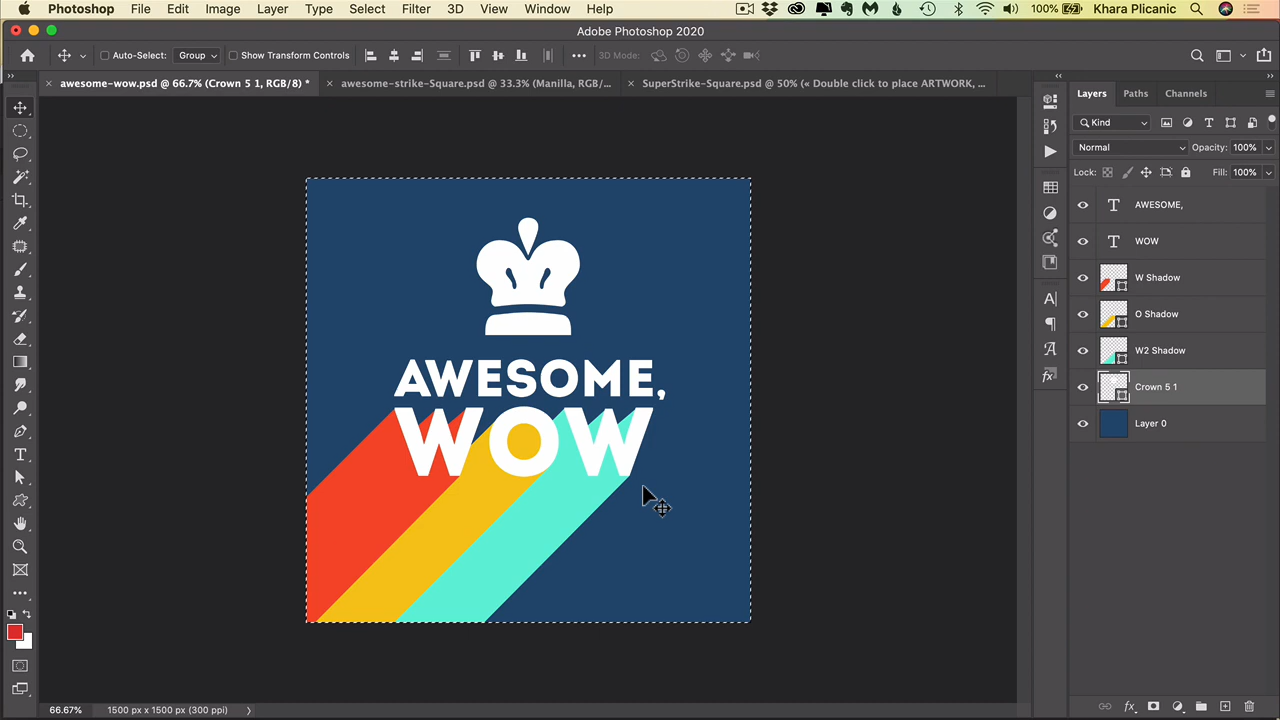 Photoshop File Edit Image Layer Type Select Filter 3D View Window Help 100% Khara Plicanic
Adobe Photoshop 2020
Auto-Select: Group Show Transform Controls 3D Mode:
awesome-wow.psd @ 66.7% (Crown 5 1, RGB/8) * awesome-strike-Square.psd @ 33.3% (Manilla, RGB/... SuperStrike-Square.psd @ 50% (« Double click to place ARTWORK, ...
Layers Paths Channels
Kind
Normal Opacity: 100%
Lock: Fill: 100%
AWESOME,
WOW
W Shadow
O Shadow
W2 Shadow
Crown 5 1
Layer 0
AWESOME,
WOW
66.67% 1500 px x 1500 px (300 ppi)